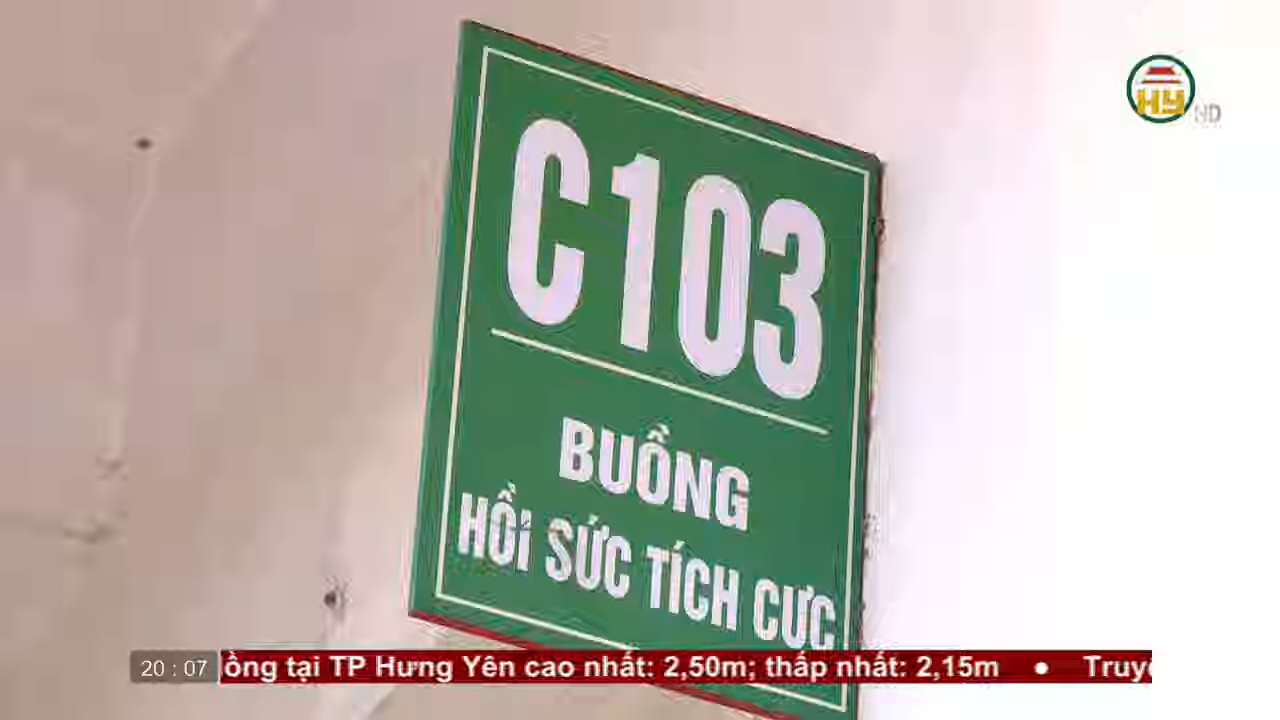 HY
HD
C103
BUỒNG
HỒI SỨC TÍCH CỰC
20 : 07
ồng tại TP Hưng Yên cao nhất: 2,50m; thấp nhất: 2,15m • Truyề